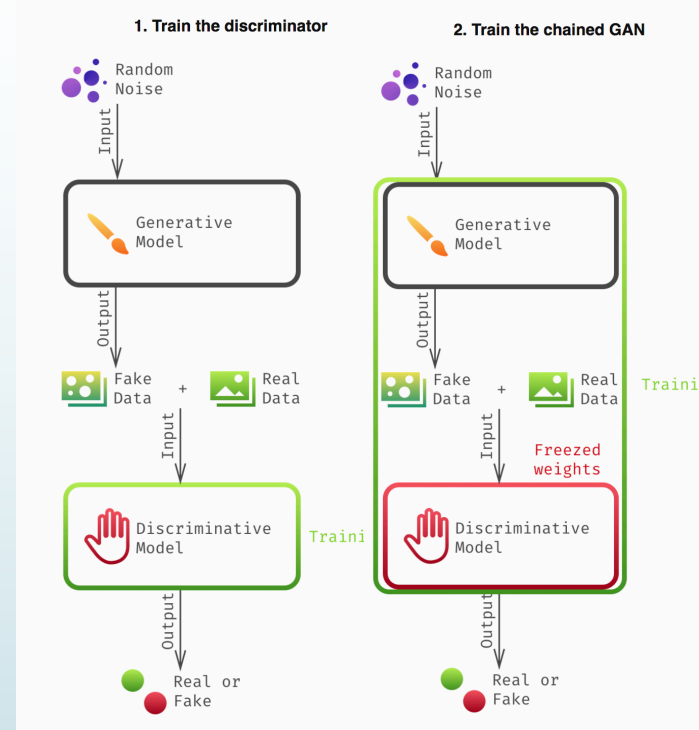 1. Train the discriminator
Random
Noise
Input
Generative
Model
Output
Fake
Data
+
Real
Data
Input
Discriminative
Model
Traini
Output
Real or
Fake
2. Train the chained GAN
Random
Noise
Input
Generative
Model
Output
Fake
Data
+
Real
Data
Traini
Input
Freezed
weights
Discriminative
Model
Output
Real or
Fake